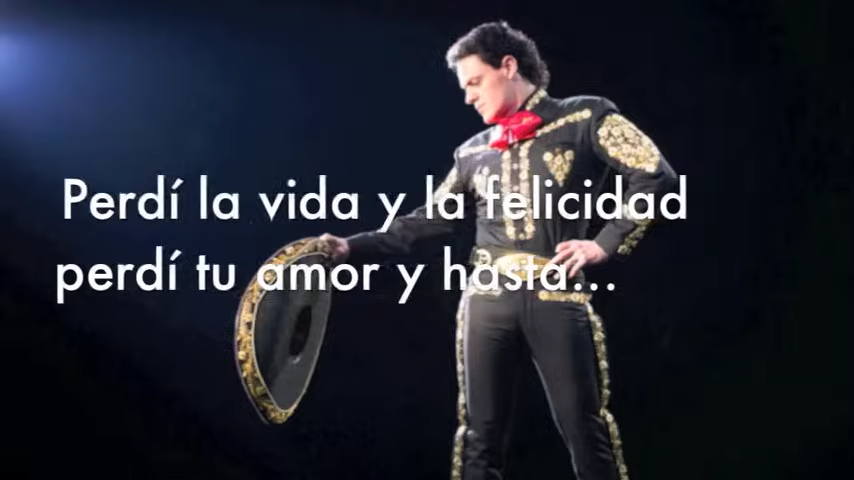 Perdí la vida y la felicidad
perdí tu amor y hasta...